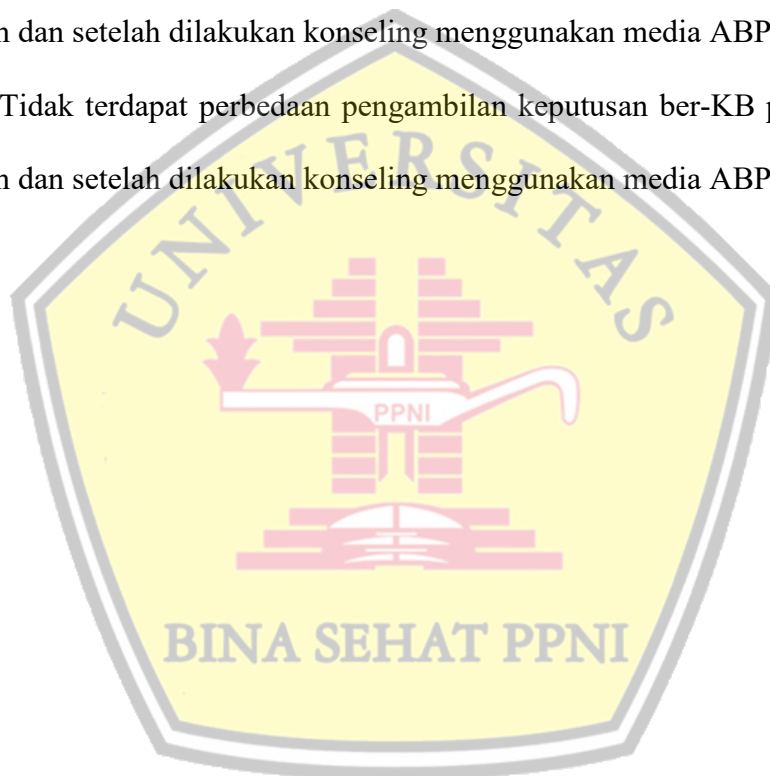 n dan setelah dilakukan konseling menggunakan media ABP
Tidak terdapat perbedaan pengambilan keputusan ber-KB p
n dan setelah dilakukan konseling menggunakan media ABP
UNIVERSITAS
PPNI
BINA SEHAT PPNI